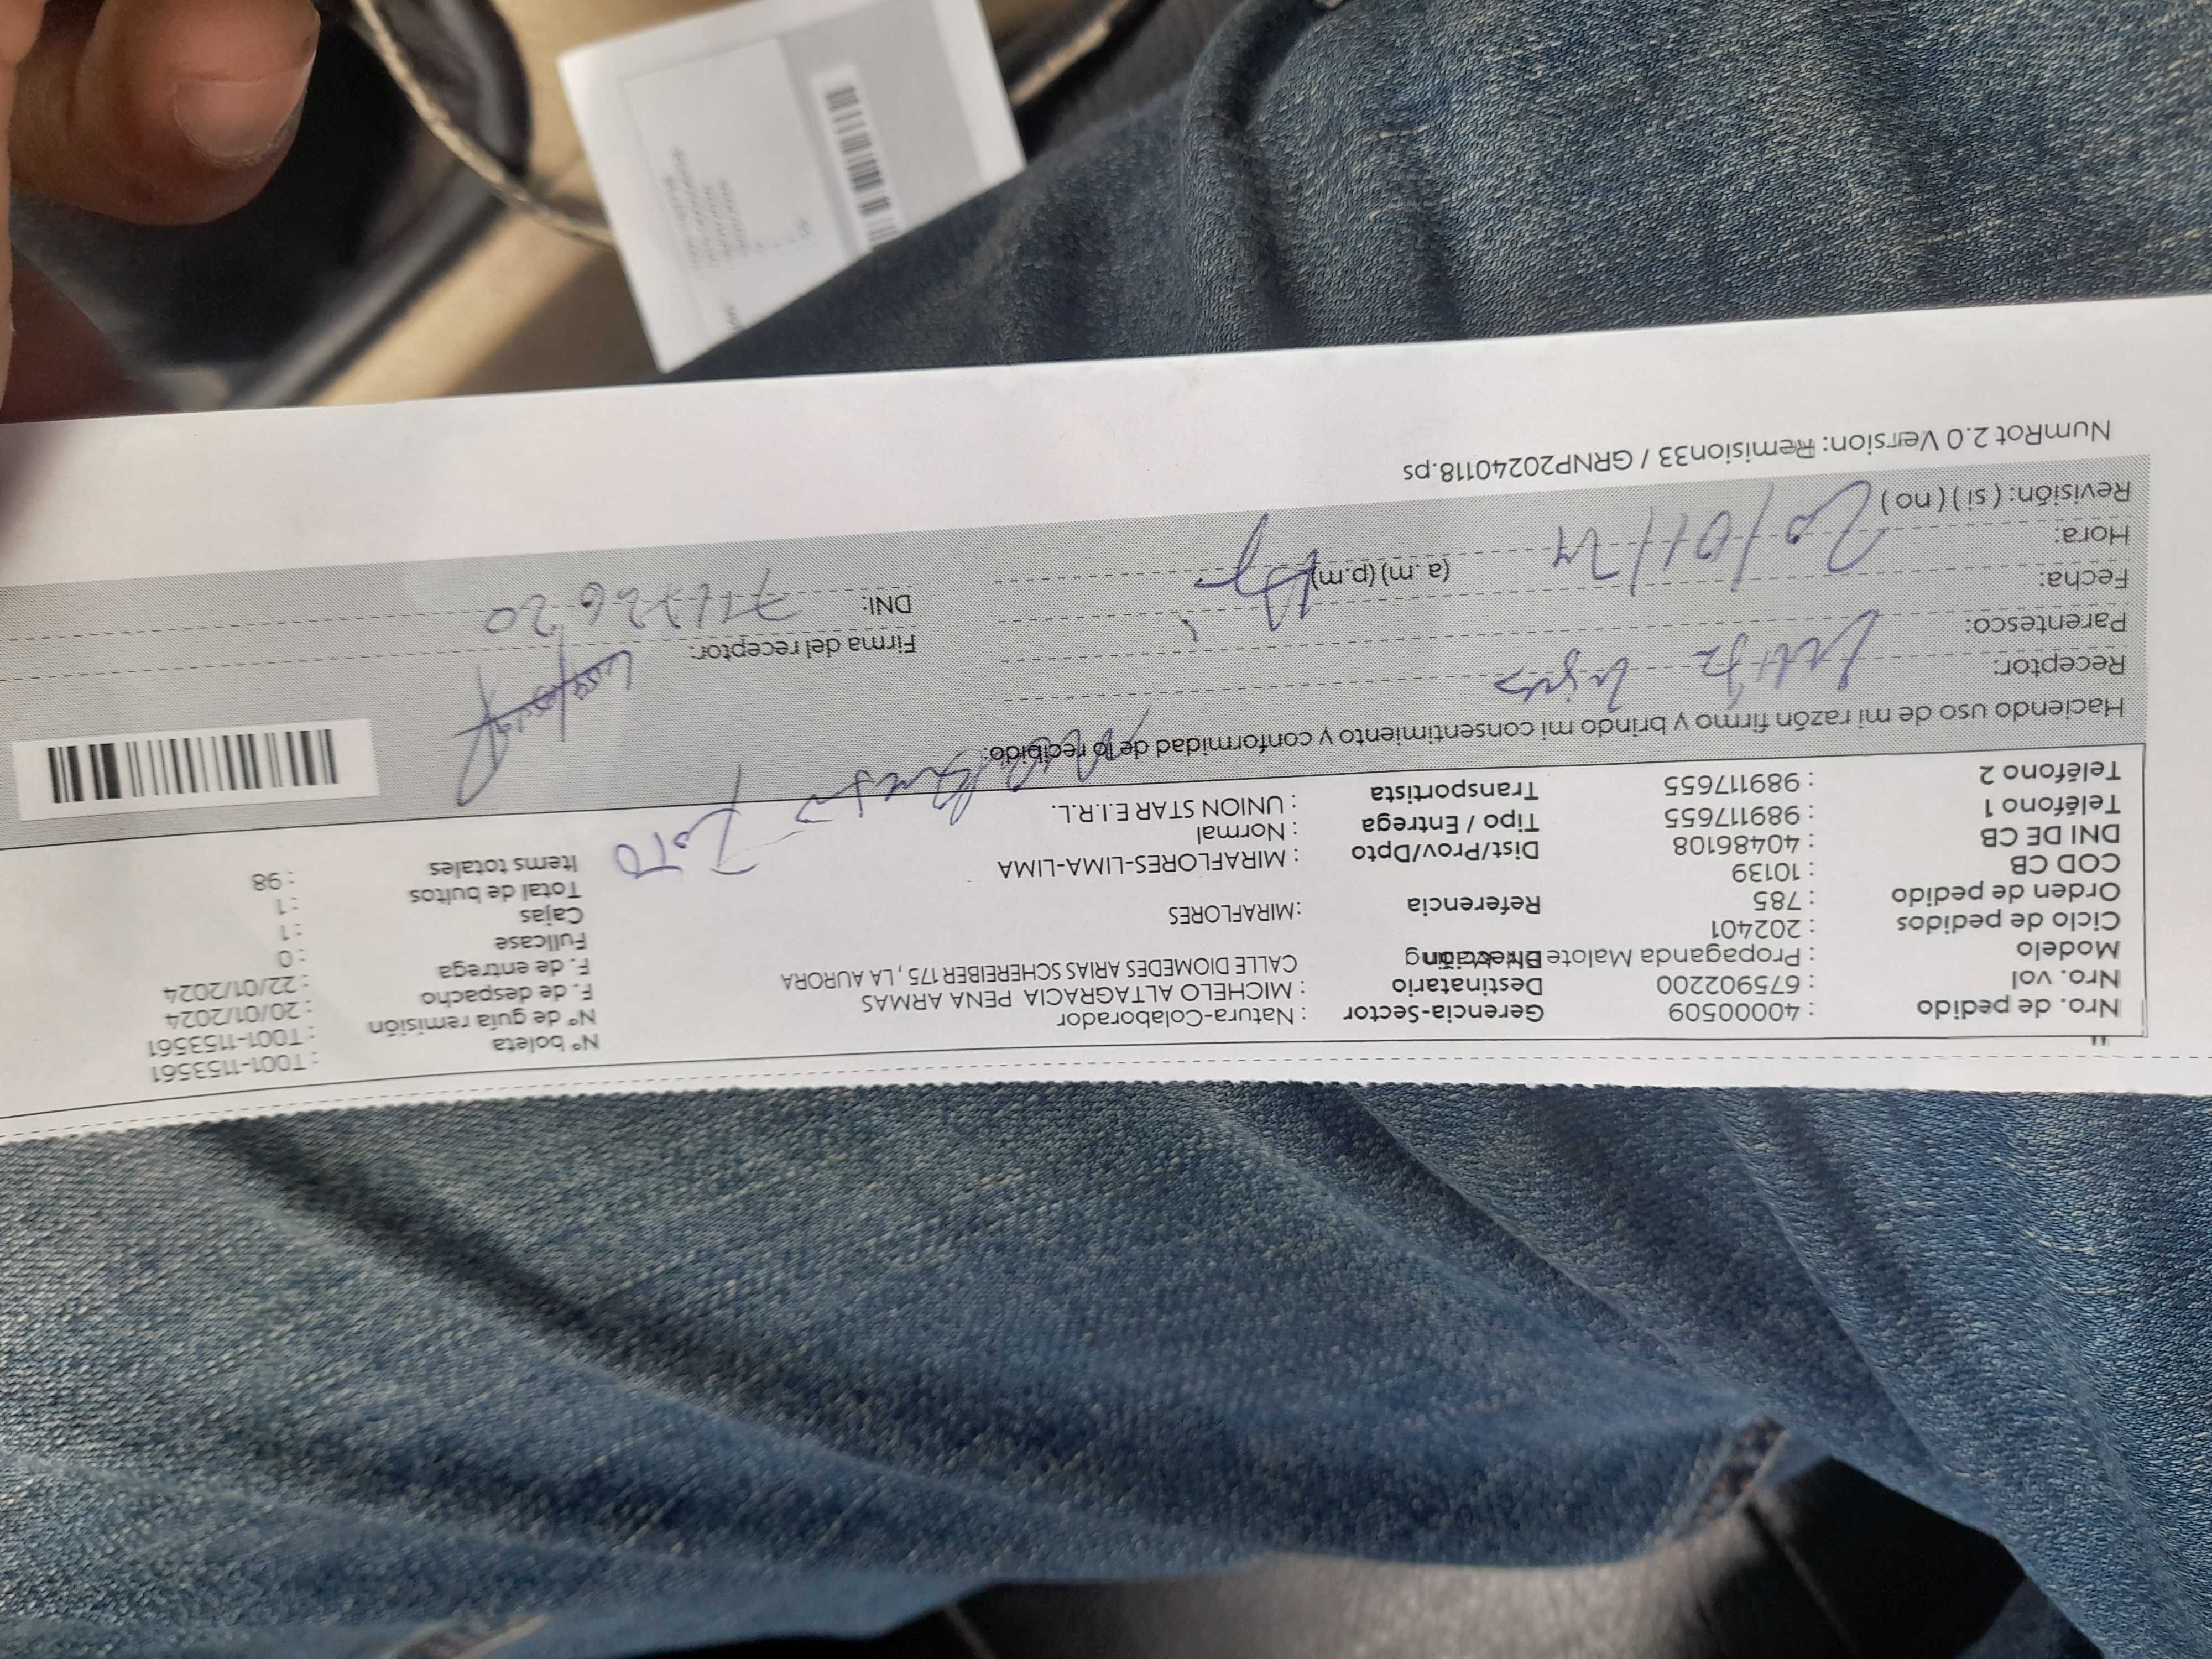 Nro. de pedido : 40000509 Gerencia-Sector : Natura-Colaborador N° boleta : T001-1153561
Nro. vol : 675902200 Destinatario : MICHELO ALTAGRACIA PENA ARMAS N° de guía remisión : T001-1153561
Modelo : Propaganda Malote Dirección CALLE DIOMEDES ARIAS SCHEREIBER 175 , LA AURORA F. de despacho : 20/01/2024
Ciclo de pedidos : 202401 F. de entrega : 22/01/2024
Orden de pedido : 785 Referencia :MIRAFLORES Fullcase : 0
COD CB : 10139 Cajas : 1
DNI DE CB : 40486108 Dist/Prov/Dpto : MIRAFLORES-LIMA-LIMA Total de bultos : 1
Teléfono 1 : 989117655 Tipo / Entrega : Normal Items totales : 98
Teléfono 2 : 989117655 Transportista : UNION STAR E.I.R.L.
Foto
Haciendo uso de mi razón firmo y brindo mi consentimiento y conformidad de lo recibido:
Receptor:
Parentesco: Firma del receptor:
Fecha: 20/01/24 DNI:
Hora: (a.m) (p.m)
Revisión: ( si ) ( no )
NumRot 2.0 Version: Remision33 / GRNP20240118.ps